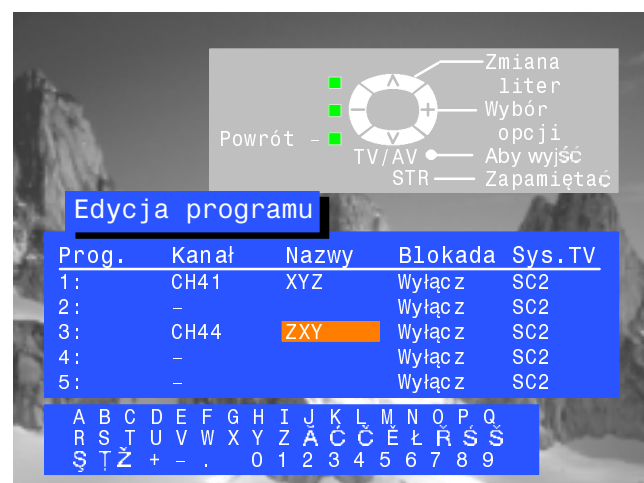 Zmiana
liter
Wybór
Powrót –
opcji
TV/AV
Aby wyjść
STR
Zapamiętać
Edycja programu
Prog. Kanał Nazwy Blokada Sys.TV
1: CH41 XYZ Wyłącz SC2
2: – Wyłącz SC2
3: CH44 ZXY Wyłącz SC2
4: – Wyłącz SC2
5: – Wyłącz SC2
A B C D E F G H I J K L M N O P Q
R S T U V W X Y Z Ă Ć Č Ě Ł Ř Ś Š
Ş Ţ Ž + – . 0 1 2 3 4 5 6 7 8 9